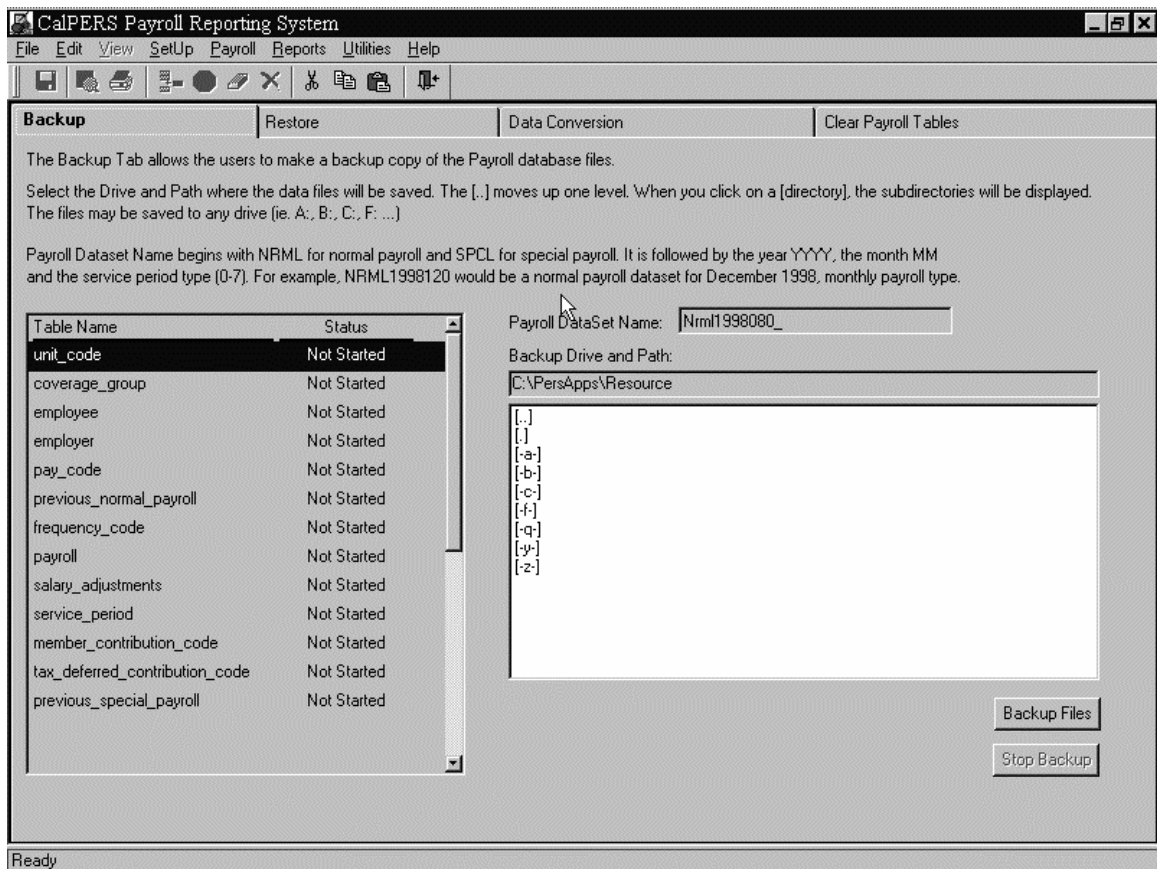 CalPERS Payroll Reporting System
File Edit View SetUp Payroll Reports Utilities Help
Backup Restore Data Conversion Clear Payroll Tables
The Backup Tab allows the users to make a backup copy of the Payroll database files.
Select the Drive and Path where the data files will be saved. The [..] moves up one level. When you click on a [directory], the subdirectories will be displayed.
The files may be saved to any drive (ie. A:, B:, C:, F: ...)
Payroll Dataset Name begins with NRML for normal payroll and SPCL for special payroll. It is followed by the year YYYY, the month MM
and the service period type (0-7). For example, NRML1998120 would be a normal payroll dataset for December 1998, monthly payroll type.
Table Name Status
unit_code Not Started
coverage_group Not Started
employee Not Started
employer Not Started
pay_code Not Started
previous_normal_payroll Not Started
frequency_code Not Started
payroll Not Started
salary_adjustments Not Started
service_period Not Started
member_contribution_code Not Started
tax_deferred_contribution_code Not Started
previous_special_payroll Not Started
Payroll DataSet Name: Nrml1998080_
Backup Drive and Path:
C:\PersApps\Resource
[..]
[.]
[-a-]
[-b-]
[-c-]
[-f-]
[-q-]
[-y-]
[-z-]
Backup Files
Stop Backup
Ready